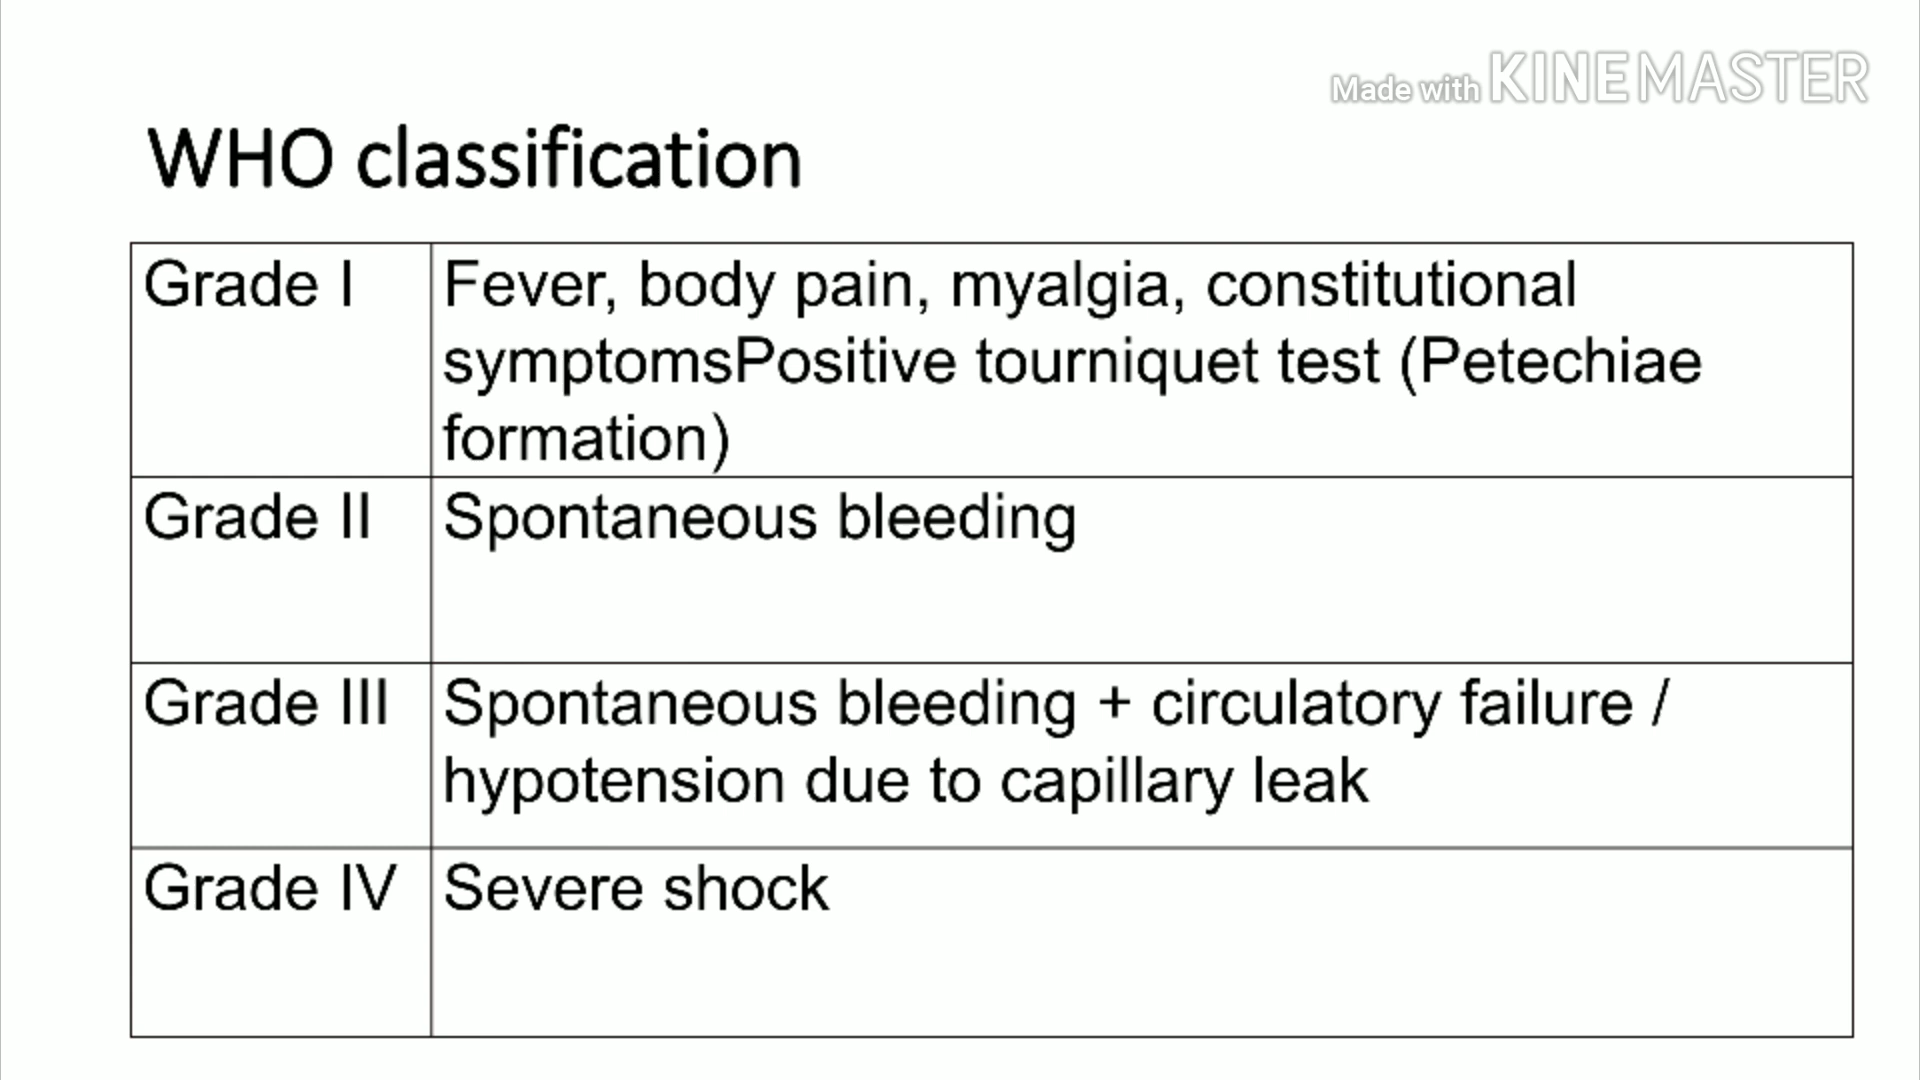 Made with KINEMASTER
WHO classification
Grade I
Fever, body pain, myalgia, constitutional
symptomsPositive tourniquet test (Petechiae
formation)
Grade II
Spontaneous bleeding
Grade III
Spontaneous bleeding + circulatory failure /
hypotension due to capillary leak
Grade IV
Severe shock